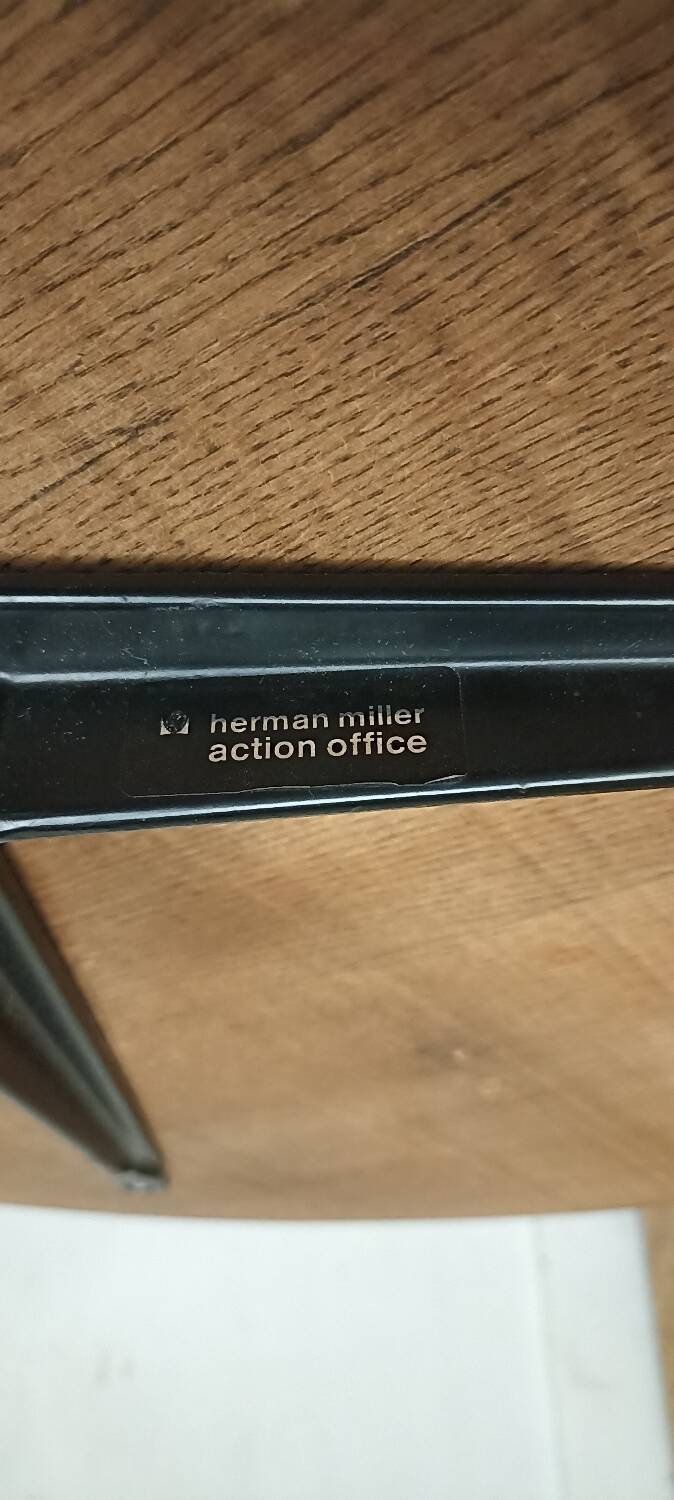 herman miller
action office